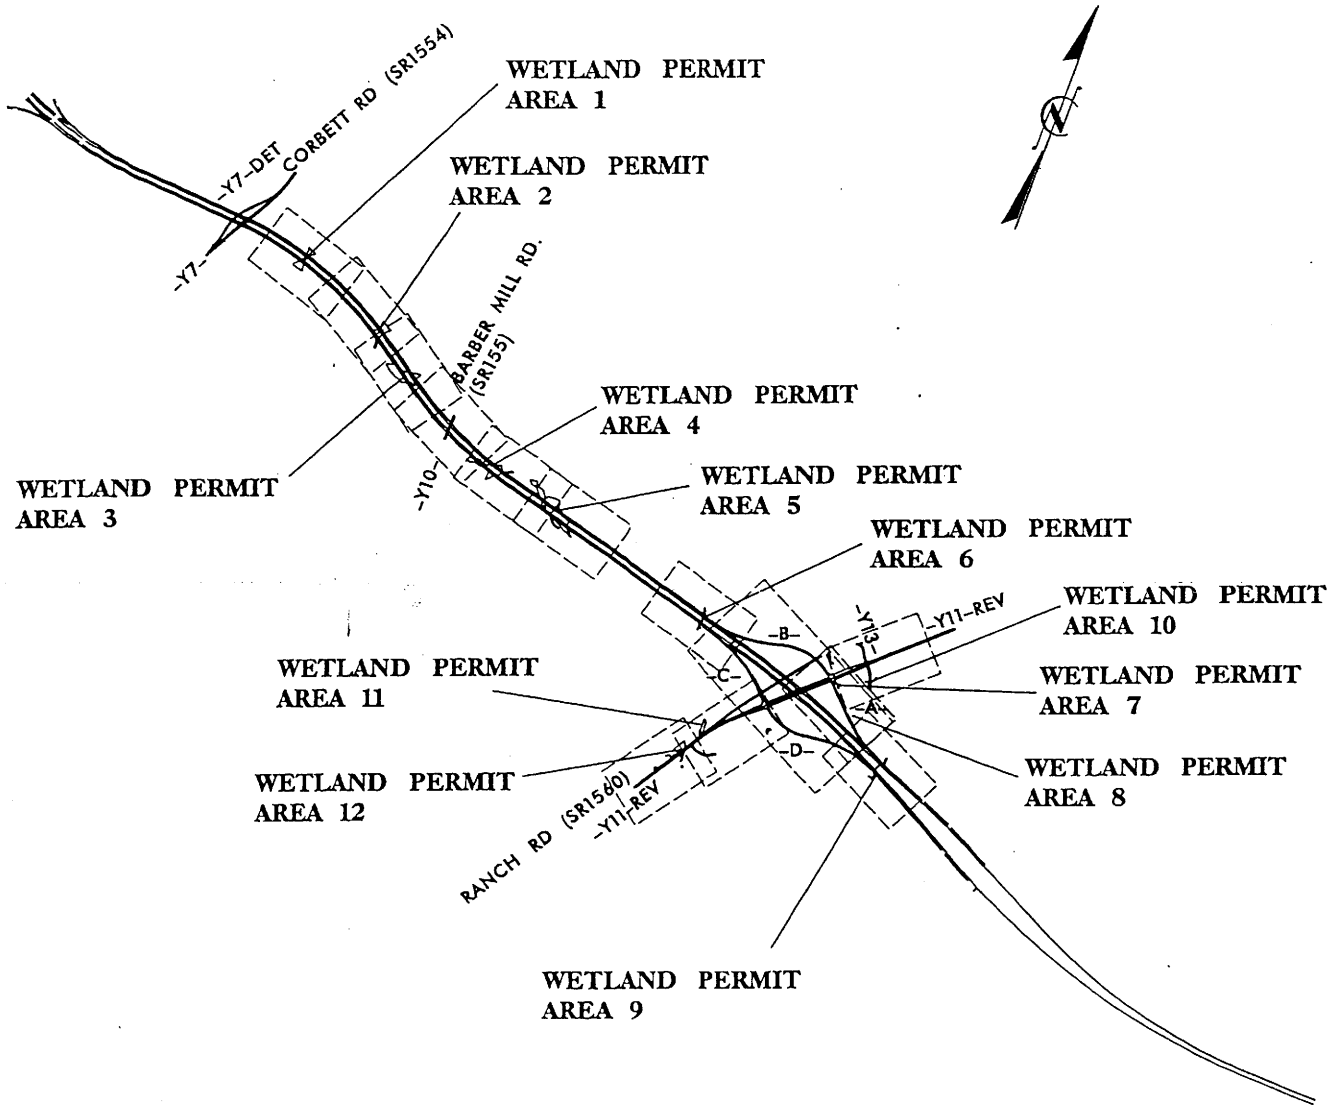 WETLAND PERMIT
AREA 1
-Y7-DET
CORBETT RD (SR1554)
-Y7-
N
WETLAND PERMIT
AREA 2
BARBER MILL RD.
(SR155)
WETLAND PERMIT
AREA 3
-Y10-
WETLAND PERMIT
AREA 4
WETLAND PERMIT
AREA 5
WETLAND PERMIT
AREA 6
WETLAND PERMIT
AREA 10
-Y13-
-Y11-REV
-B-
-C-
-A-
-D-
WETLAND PERMIT
AREA 7
WETLAND PERMIT
AREA 11
WETLAND PERMIT
AREA 12
WETLAND PERMIT
AREA 8
RANCH RD (SR1560)
-Y11-REV
WETLAND PERMIT
AREA 9